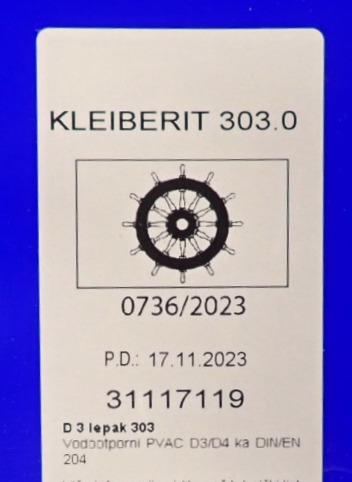 KLEIBERIT 303.0
0736/2023
P.D.: 17.11.2023
31117119
D 3 lepak 303
Vodootporni PVAC D3/D4 ka DIN/EN
204